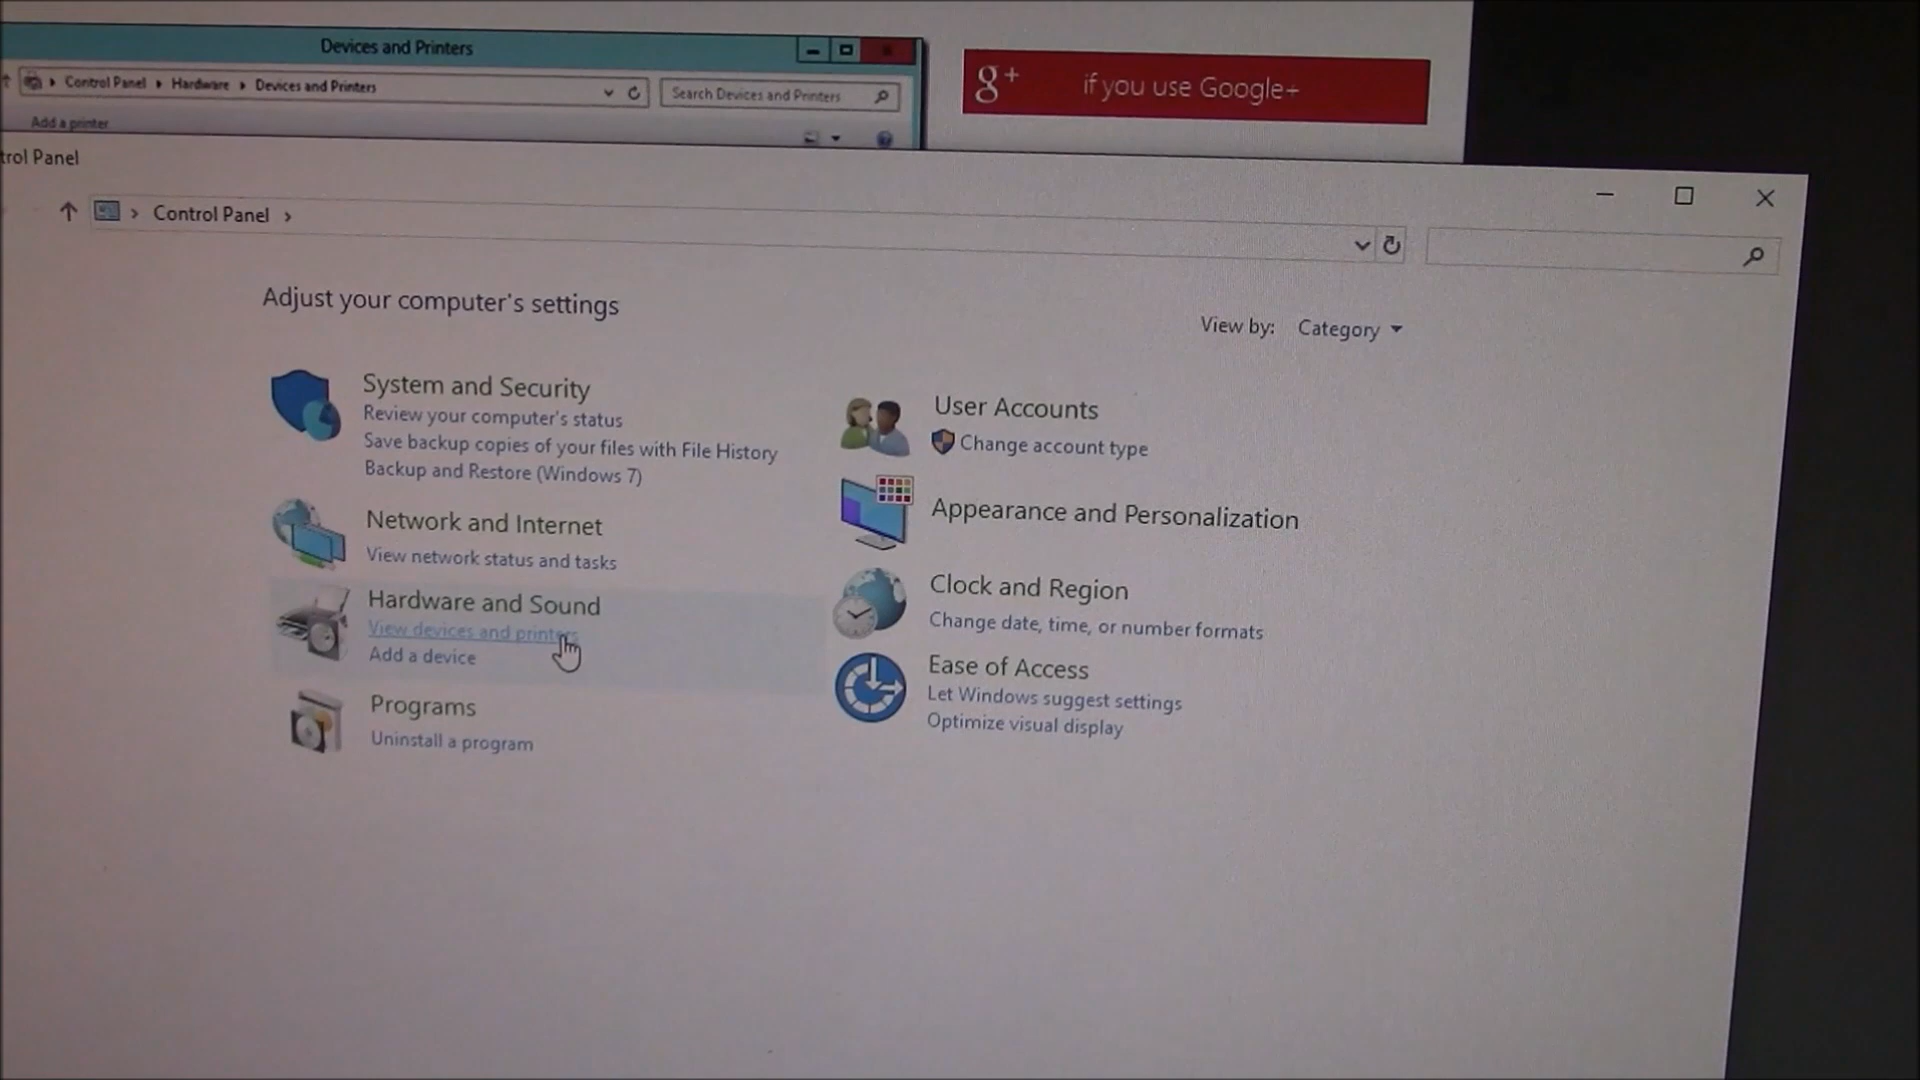 Devices and Printers
Control Panel Hardware Devices and Printers
Search Devices and Printers
Add a printer
g+ if you use Google+
trol Panel
Control Panel
Adjust your computer's settings
View by: Category
System and Security
Review your computer's status
Save backup copies of your files with File History
Backup and Restore (Windows 7)
Network and Internet
View network status and tasks
Hardware and Sound
View devices and printers
Add a device
Programs
Uninstall a program
User Accounts
Change account type
Appearance and Personalization
Clock and Region
Change date, time, or number formats
Ease of Access
Let Windows suggest settings
Optimize visual display